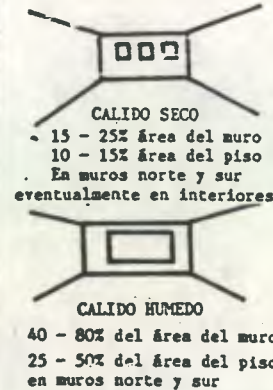 CALIDO SECO
15 - 25% área del muro
10 - 15% área del piso
En muros norte y sur
eventualmente en interiores
CALIDO HUMEDO
40 - 80% del área del muro
25 - 50% del área del piso
en muros norte y sur